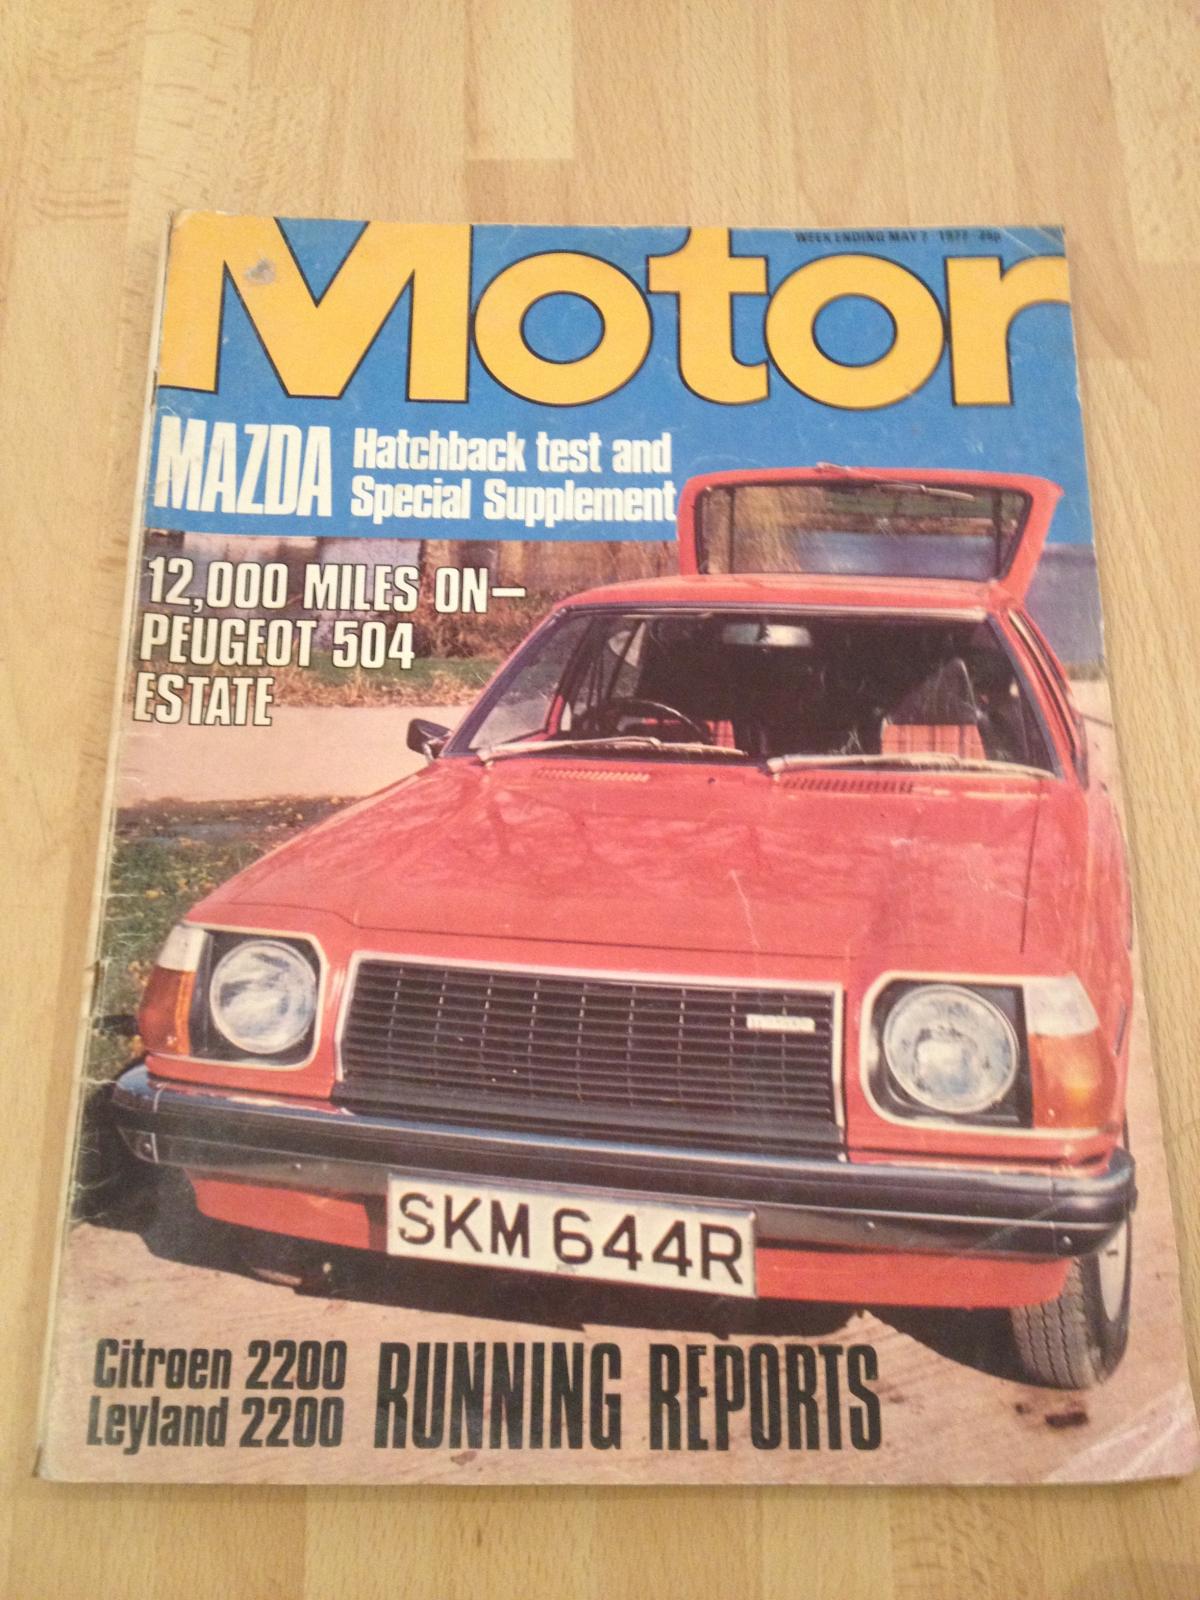 WEEK ENDING MAY 7 1977
Motor
MAZDA
Hatchback test and
Special Supplement
12,000 MILES ON—
PEUGEOT 504
ESTATE
SKM 644R
Citroen 2200
Leyland 2200
RUNNING REPORTS